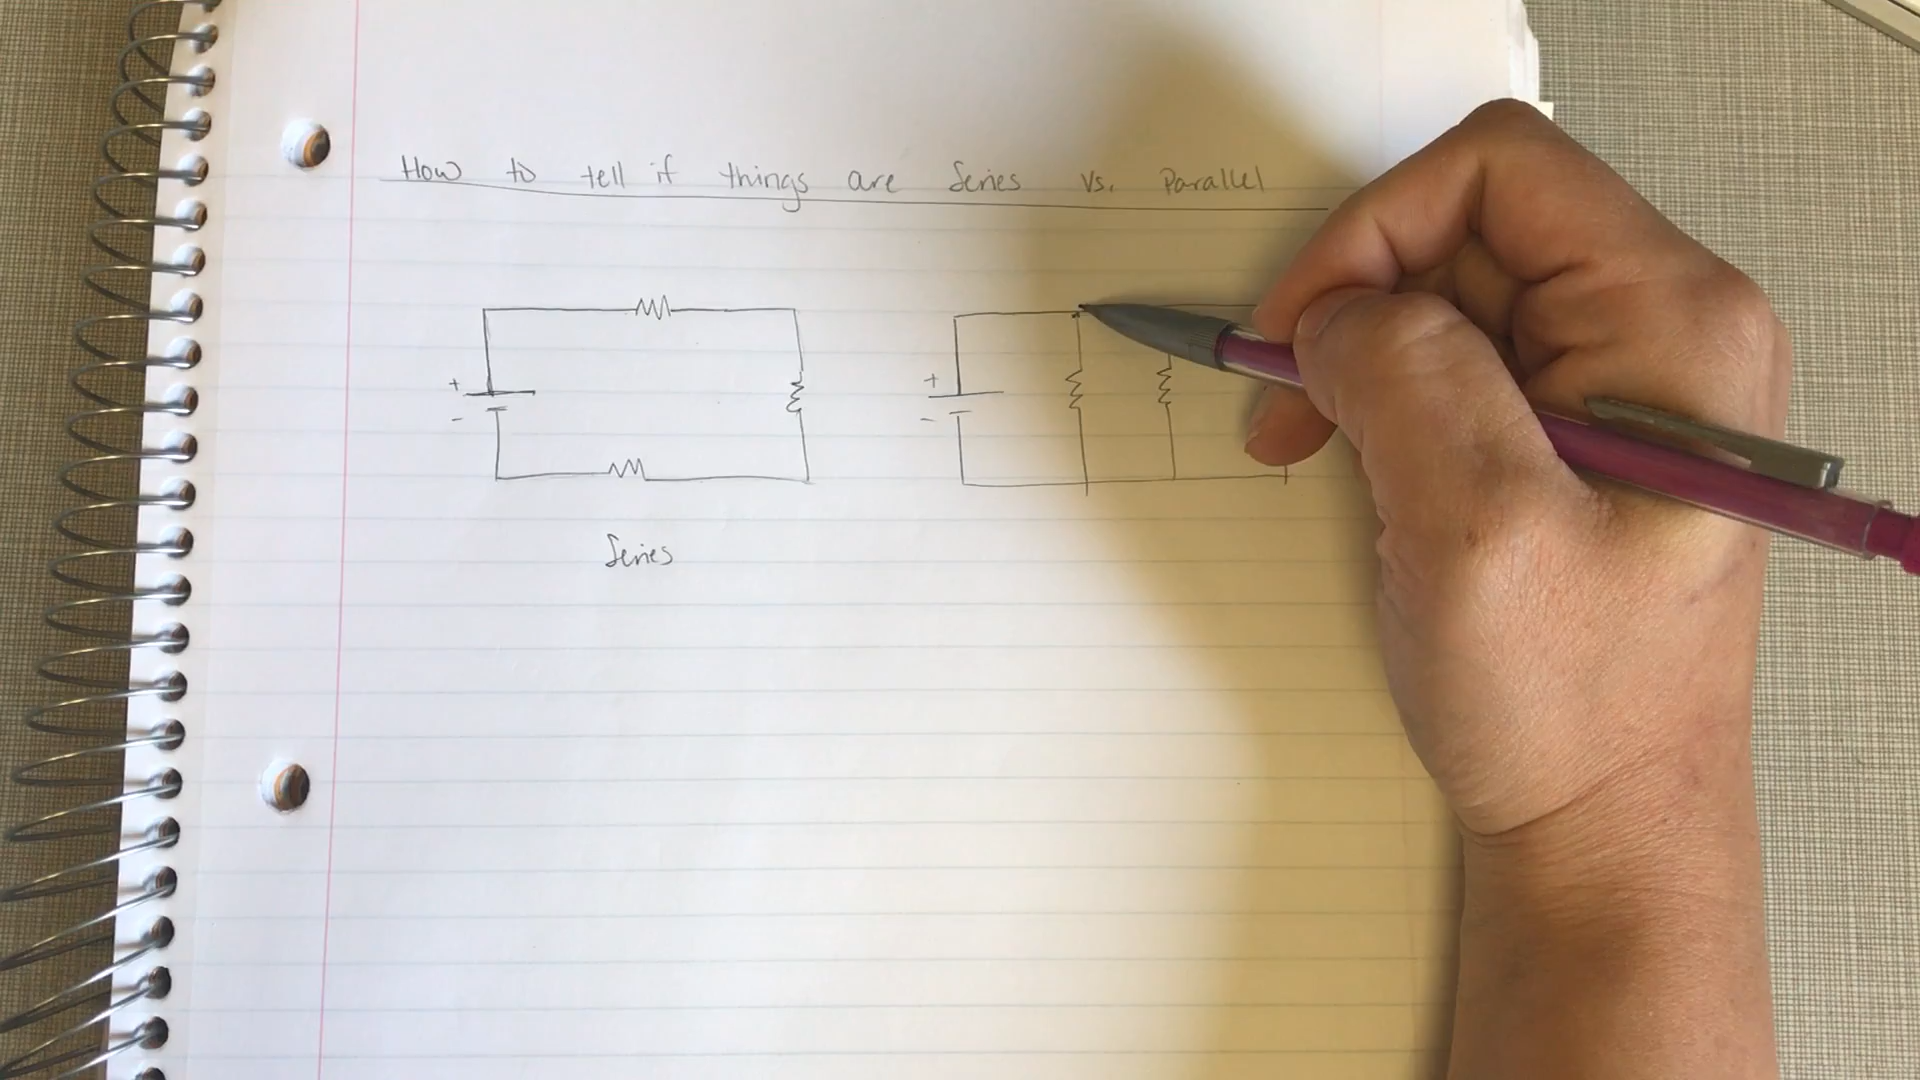 How to tell if things are Series vs. Parallel
+ +
- -
Series